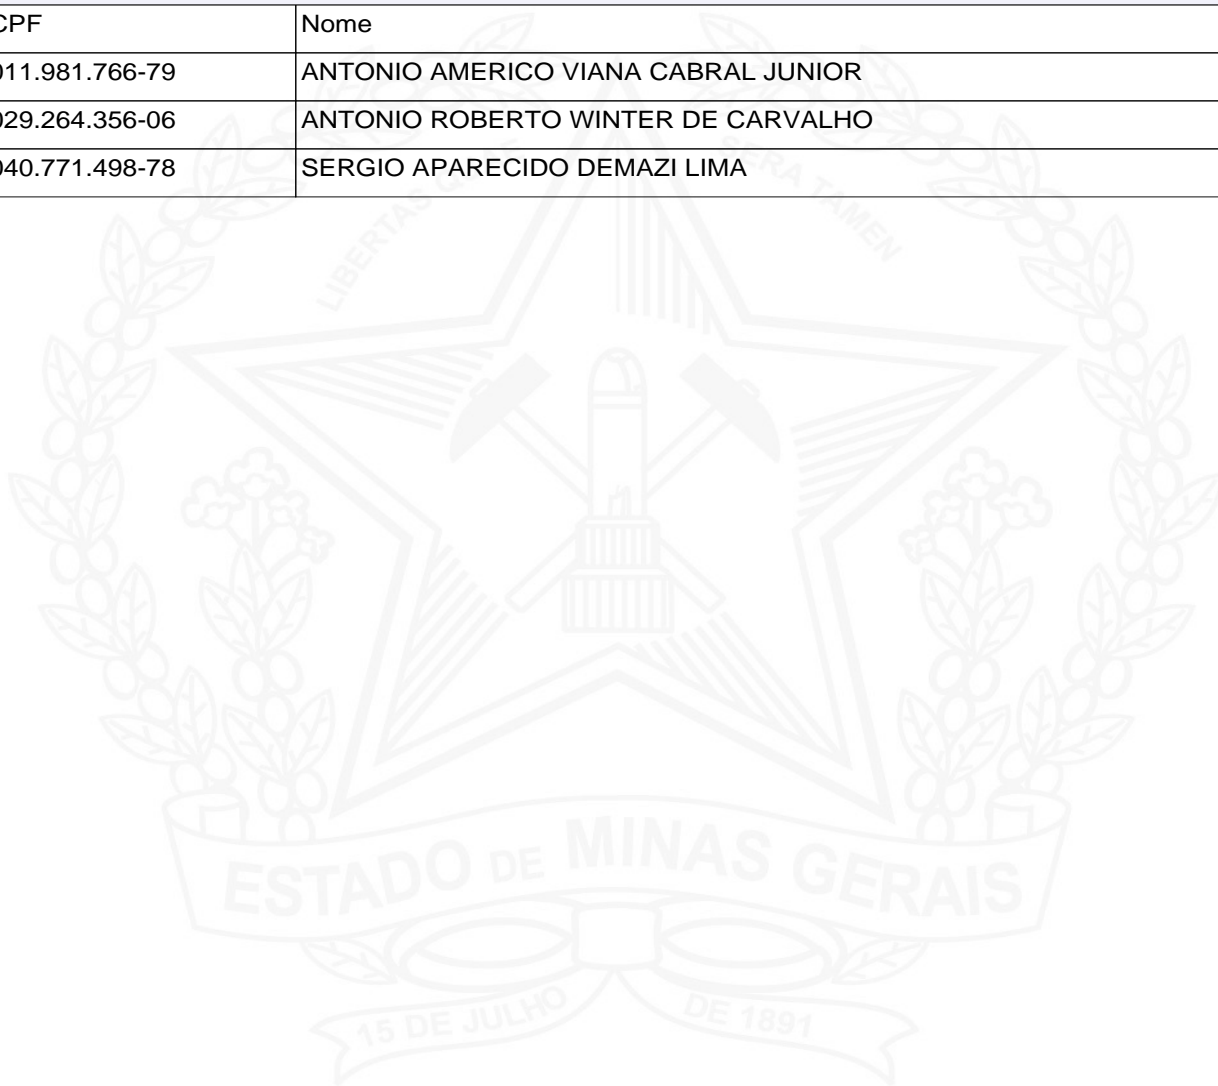 CPF Nome
011.981.766-79 ANTONIO AMERICO VIANA CABRAL JUNIOR
029.264.356-06 ANTONIO ROBERTO WINTER DE CARVALHO
040.771.498-78 SERGIO APARECIDO DEMAZI LIMA
LIBERTAS QUE SERA TAMEN
ESTADO DE MINAS GERAIS
15 DE JULHO DE 1891